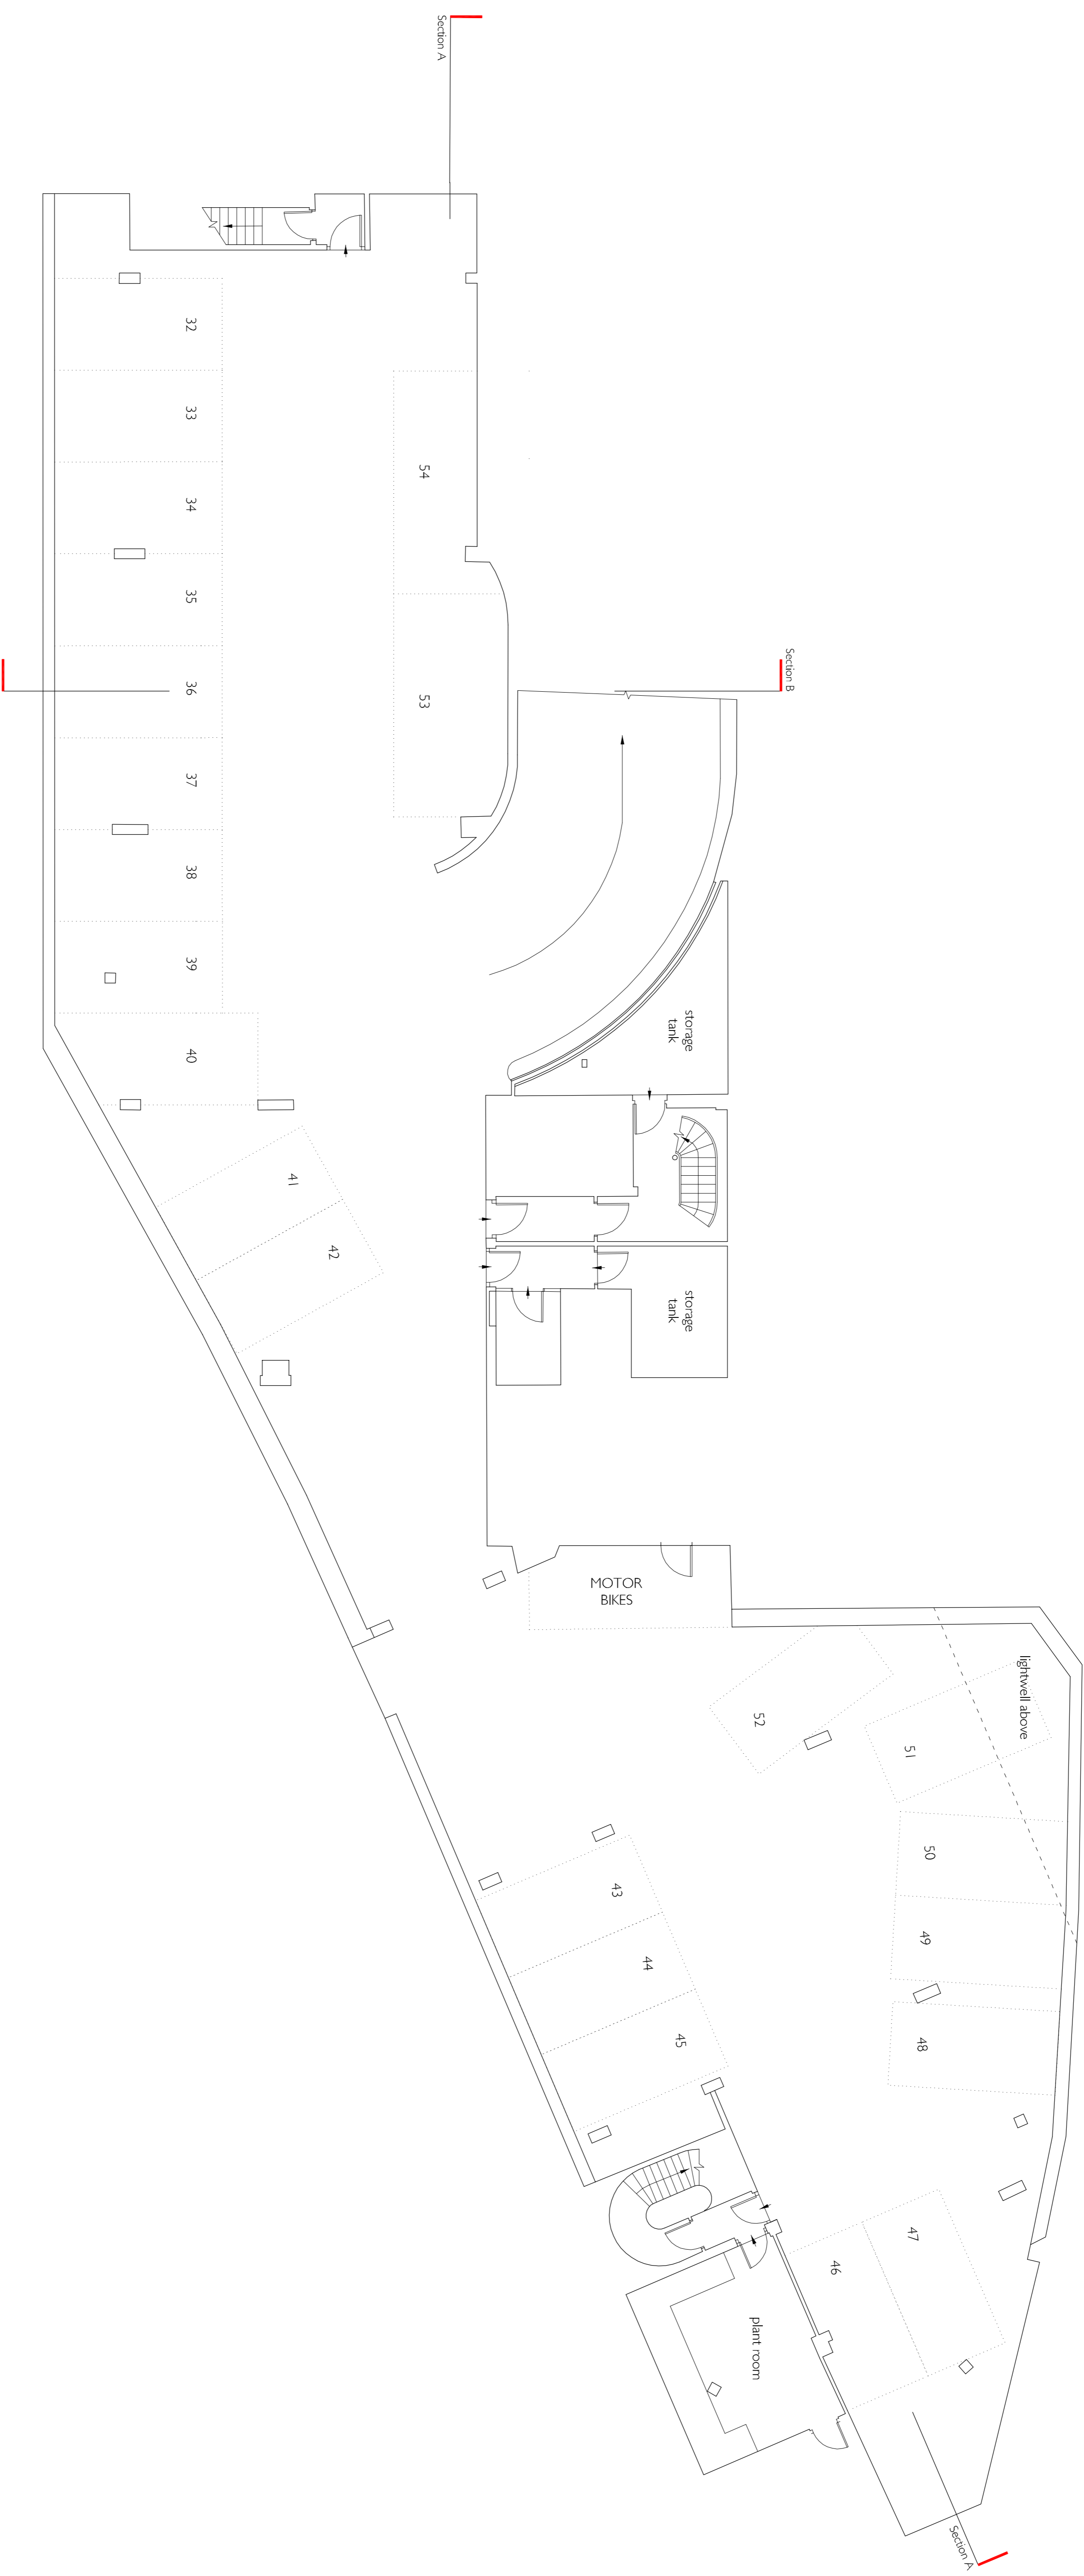 Section A
32
33
34
54
35
36
53
Section B
37
38
39
40
storage
tank
41
42
storage
tank
MOTOR
BIKES
lightwell above
52
51
50
43
49
44
48
45
47
46
plant room
Section A